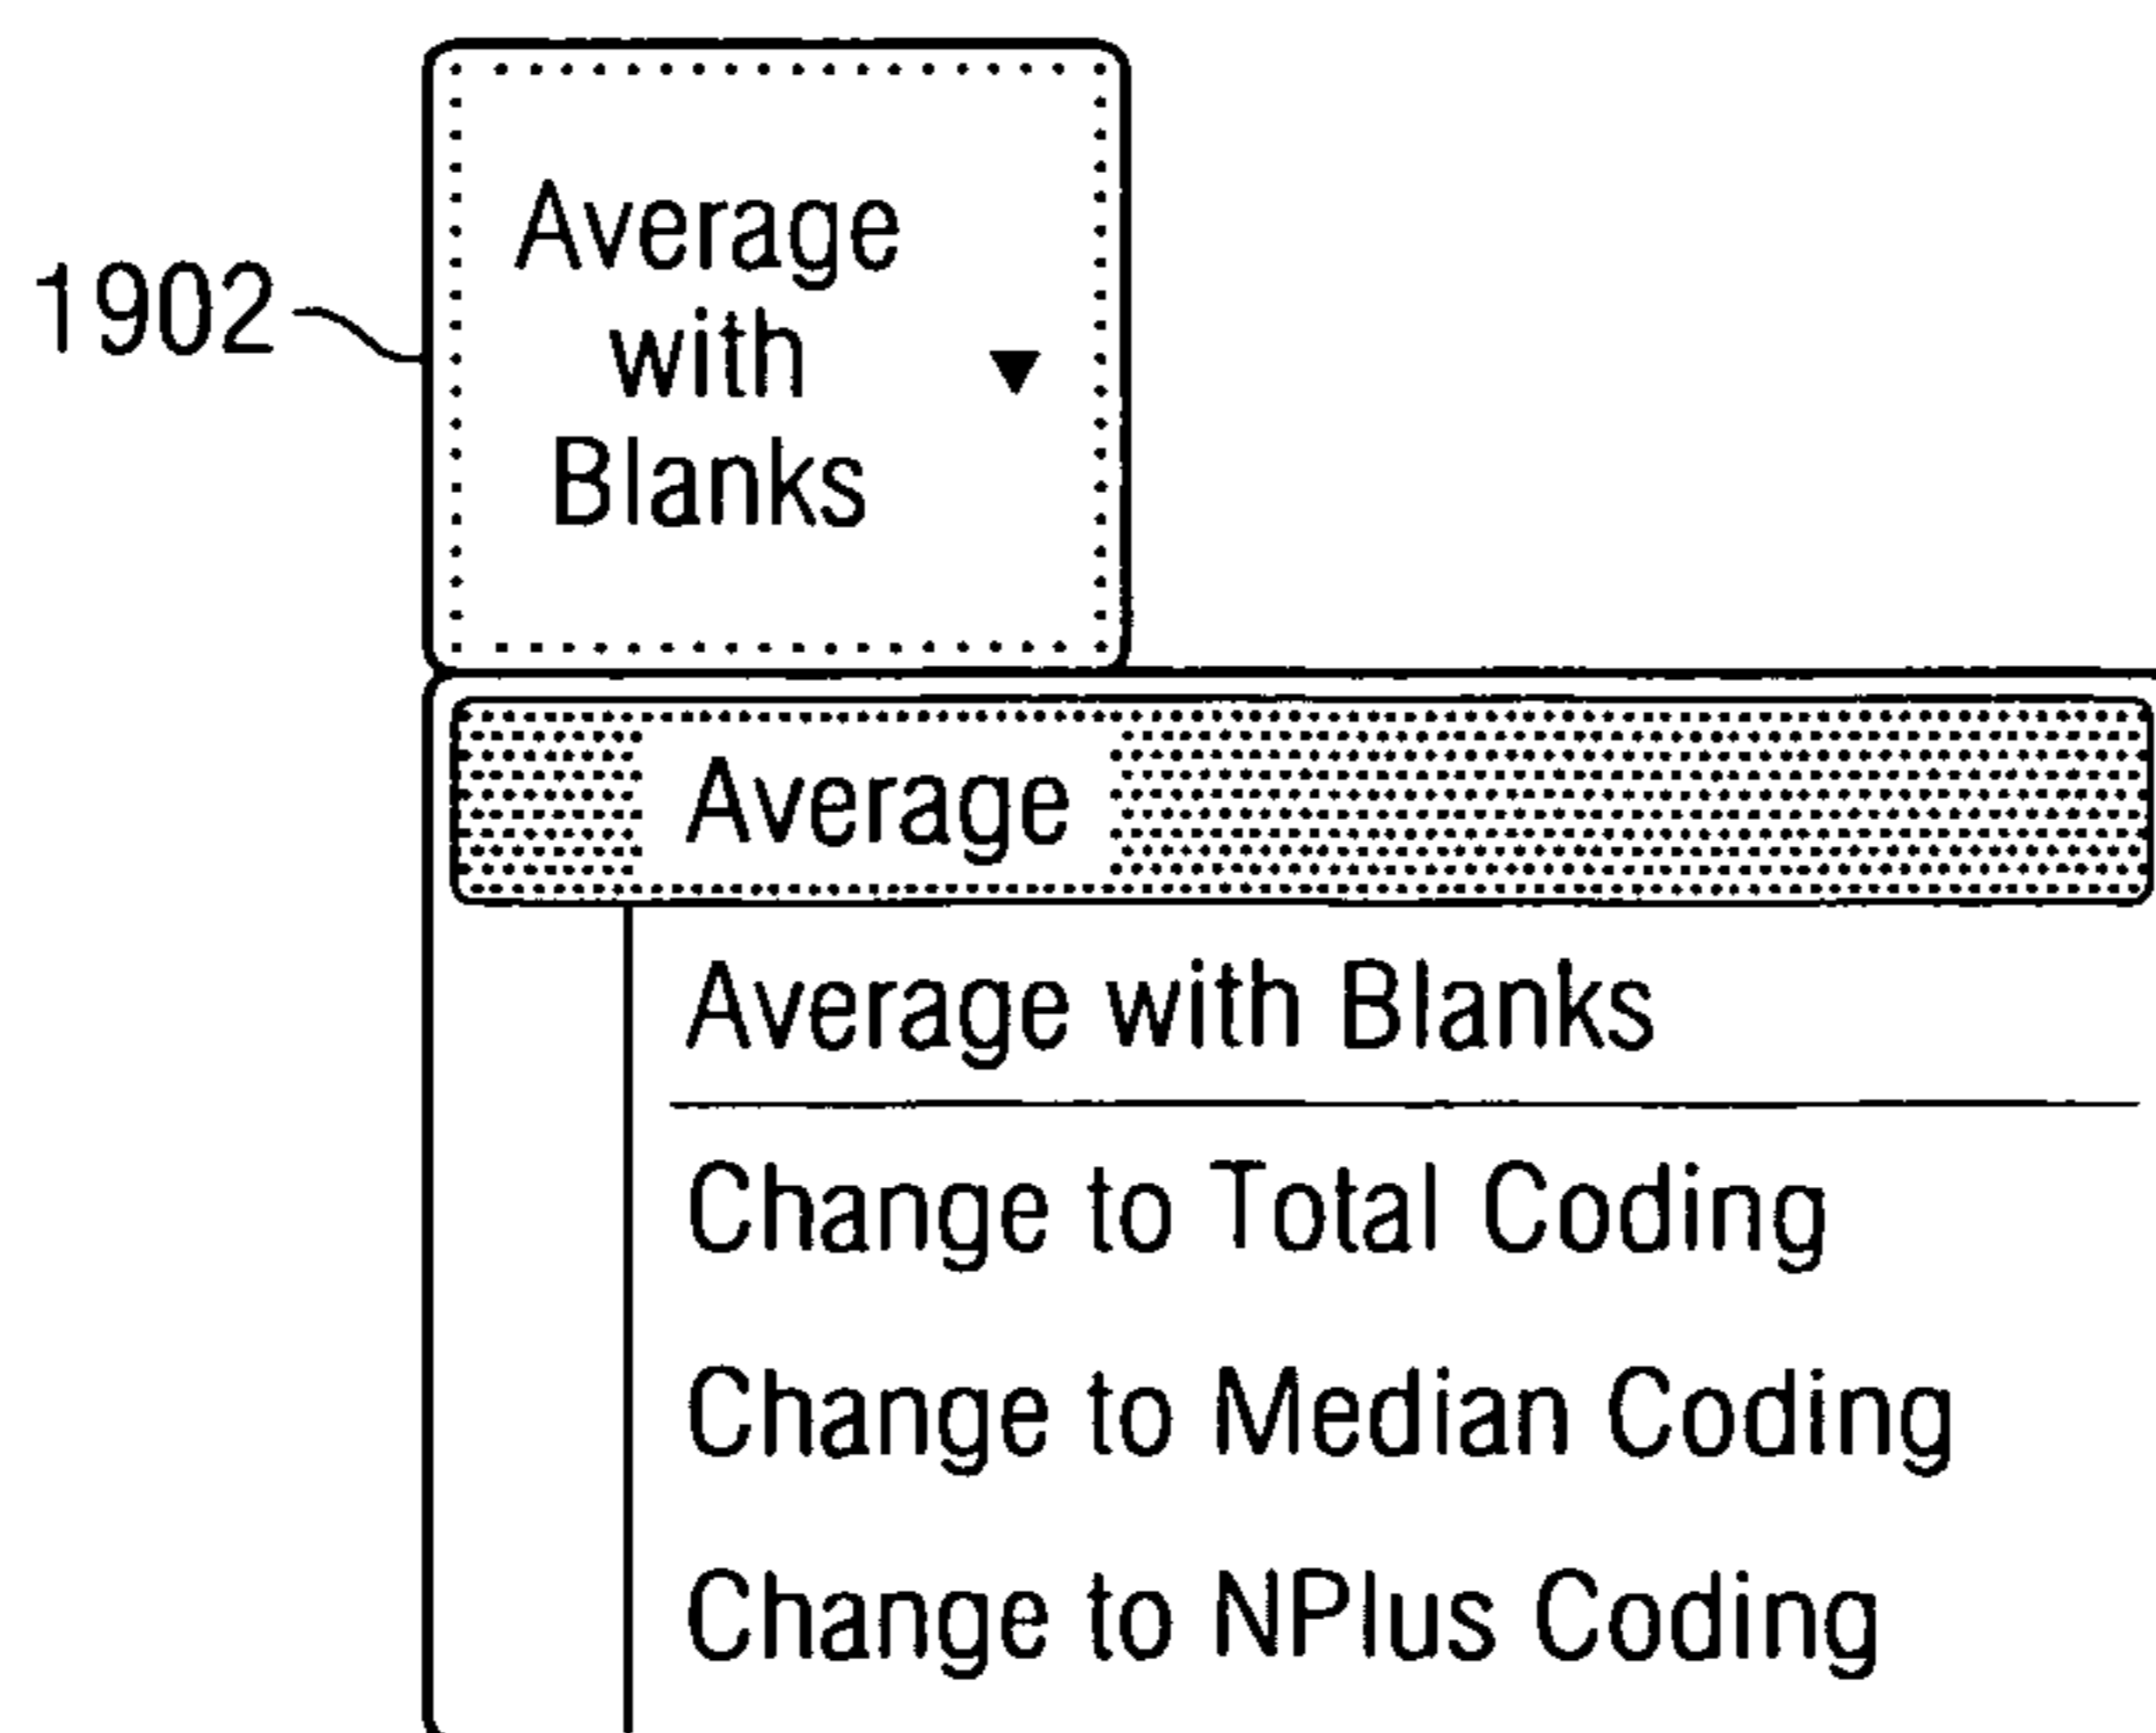 Average
1902
with
Blanks
Average
Average with Blanks
Change to Total Coding
Change to Median Coding
Change to NPlus Coding